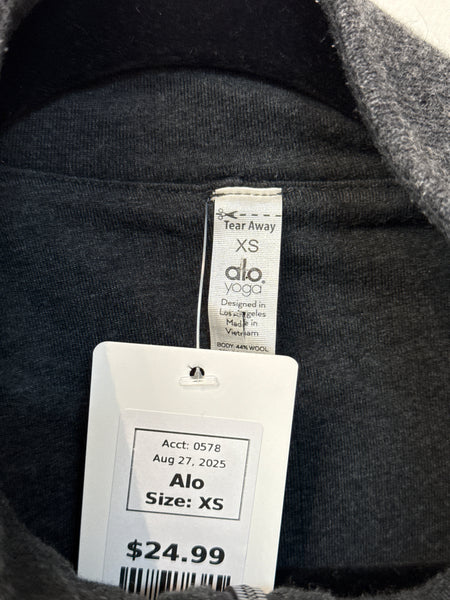 Tear Away
XS
alo
yoga
Designed in
Los Angeles
Made in
Vietnam
BODY: 44% WOOL
Acct: 0578
Aug 27, 2025
Alo
Size: XS
$24.99